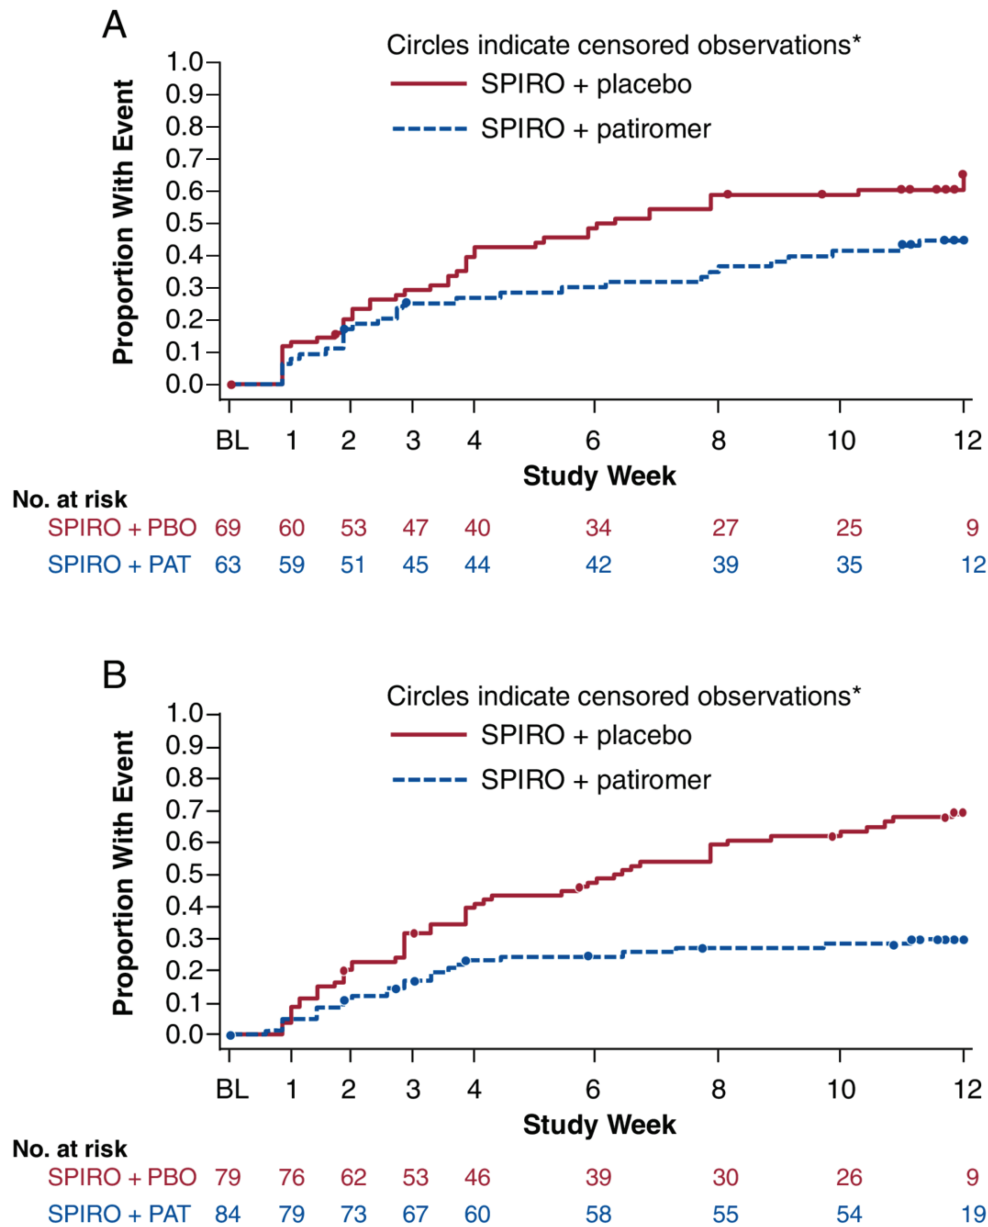 A
Circles indicate censored observations*
SPIRO + placebo
SPIRO + patiromer
Proportion With Event
1.0
0.9
0.8
0.7
0.6
0.5
0.4
0.3
0.2
0.1
0.0
BL 1 2 3 4 6 8 10 12
Study Week
No. at risk
SPIRO + PBO 69 60 53 47 40 34 27 25 9
SPIRO + PAT 63 59 51 45 44 42 39 35 12
B
Circles indicate censored observations*
SPIRO + placebo
SPIRO + patiromer
Proportion With Event
1.0
0.9
0.8
0.7
0.6
0.5
0.4
0.3
0.2
0.1
0.0
BL 1 2 3 4 6 8 10 12
Study Week
No. at risk
SPIRO + PBO 79 76 62 53 46 39 30 26 9
SPIRO + PAT 84 79 73 67 60 58 55 54 19